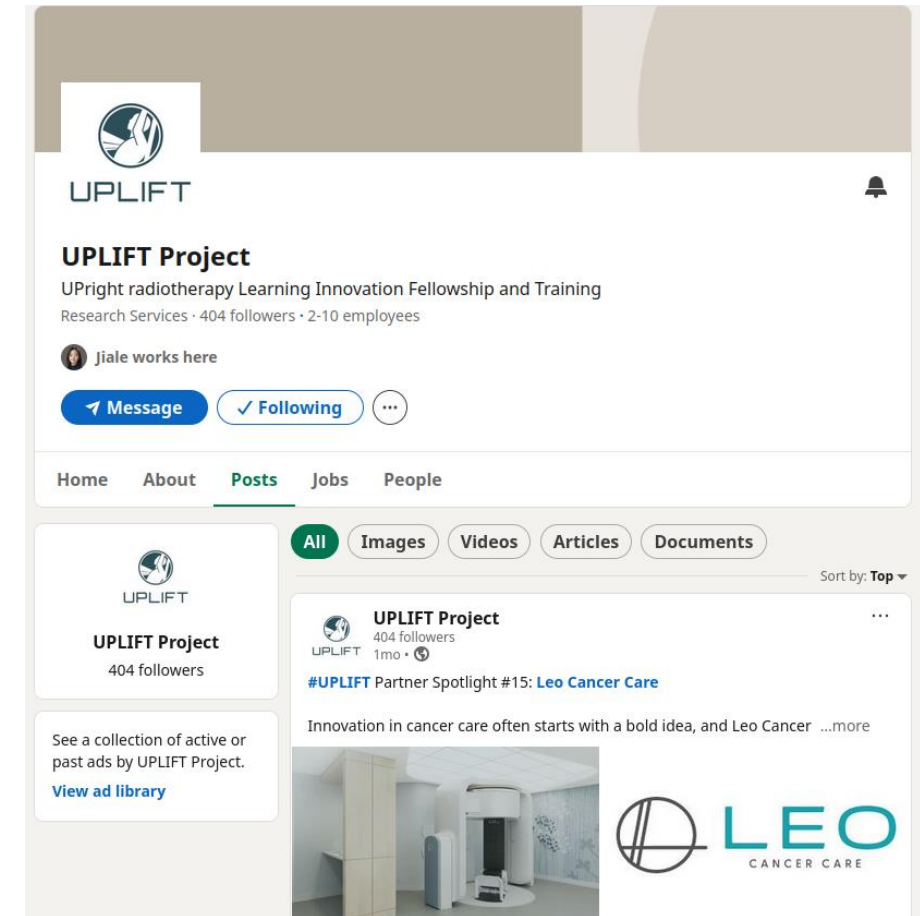 UPLIFT
UPLIFT Project
UPright radiotherapy Learning Innovation Fellowship and Training
Research Services · 404 followers · 2-10 employees
Jiale works here
Message
Following
Home
About
Posts
Jobs
People
UPLIFT
UPLIFT Project
404 followers
See a collection of active or
past ads by UPLIFT Project.
View ad library
All
Images
Videos
Articles
Documents
Sort by: Top
UPLIFT
UPLIFT Project
404 followers
1mo •
...
#UPLIFT Partner Spotlight #15: Leo Cancer Care
Innovation in cancer care often starts with a bold idea, and Leo Cancer ...more
LEO
CANCER CARE